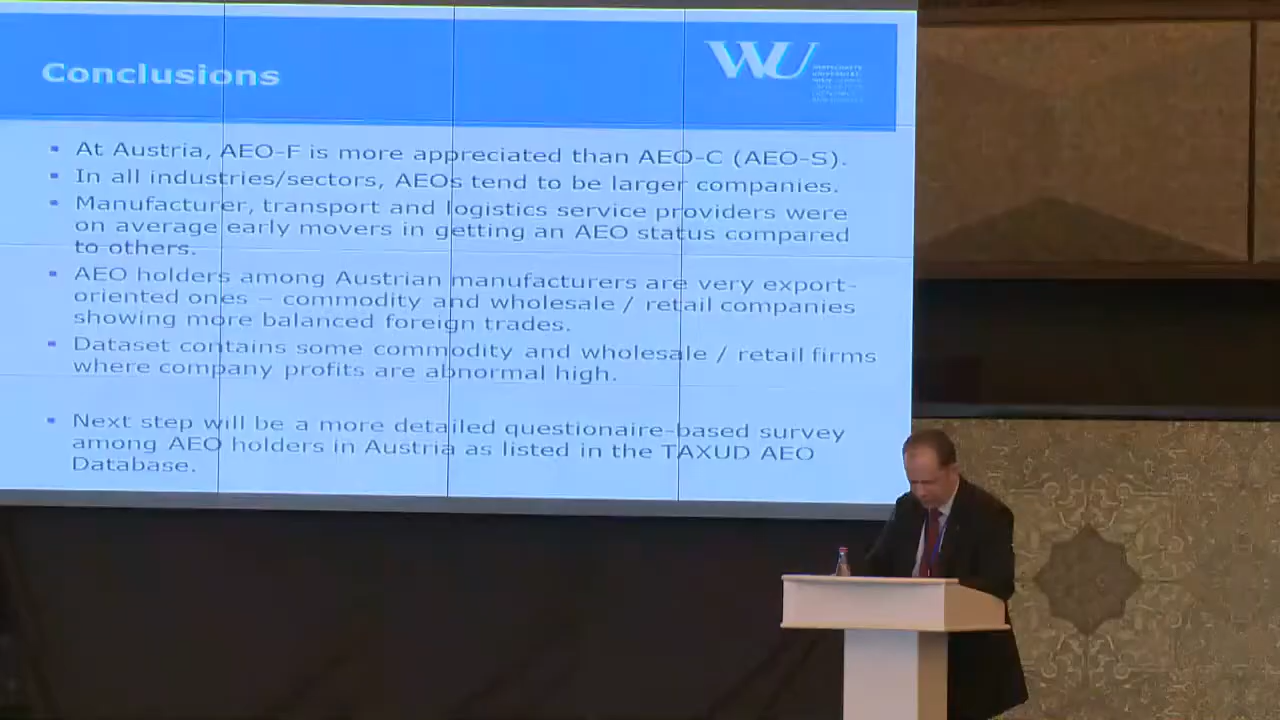 Conclusions
WU
At Austria, AEO-F is more appreciated than AEO-C (AEO-S).
In all industries/sectors, AEOs tend to be larger companies.
Manufacturer, transport and logistics service providers were
on average early movers in getting an AEO status compared
to others.
AEO holders among Austrian manufacturers are very export-
oriented ones – commodity and wholesale / retail companies
showing more balanced foreign trades.
Dataset contains some commodity and wholesale / retail firms
where company profits are abnormal high.
Next step will be a more detailed questionaire-based survey
among AEO holders in Austria as listed in the TAXUD AEO
Database.